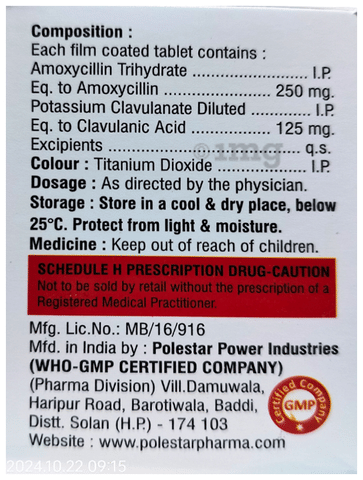 Composition :
Each film coated tablet contains :
Amoxycillin Trihydrate ........................ I.P.
Eq. to Amoxycillin ....................... 250 mg.
Potassium Clavulanate Diluted .......... I.P.
Eq. to Clavulanic Acid ................. 125 mg.
Excipients ........................................ q.s.
1mg
Colour : Titanium Dioxide .................. I.P.
Dosage : As directed by the physician.
Storage : Store in a cool & dry place, below
25°C. Protect from light & moisture.
Medicine : Keep out of reach of children.
SCHEDULE H PRESCRIPTION DRUG-CAUTION
Not to be sold by retail without the prescription of a
Registered Medical Practitioner.
Mfg. Lic.No.: MB/16/916
Mfd. in India by : Polestar Power Industries
(WHO-GMP CERTIFIED COMPANY)
(Pharma Division) Vill.Damuwala,
Haripur Road, Barotiwala, Baddi,
Distt. Solan (H.P.) - 174 103
Website : www.polestarpharma.com
Certified Company
GMP
2024.10.22 09:15